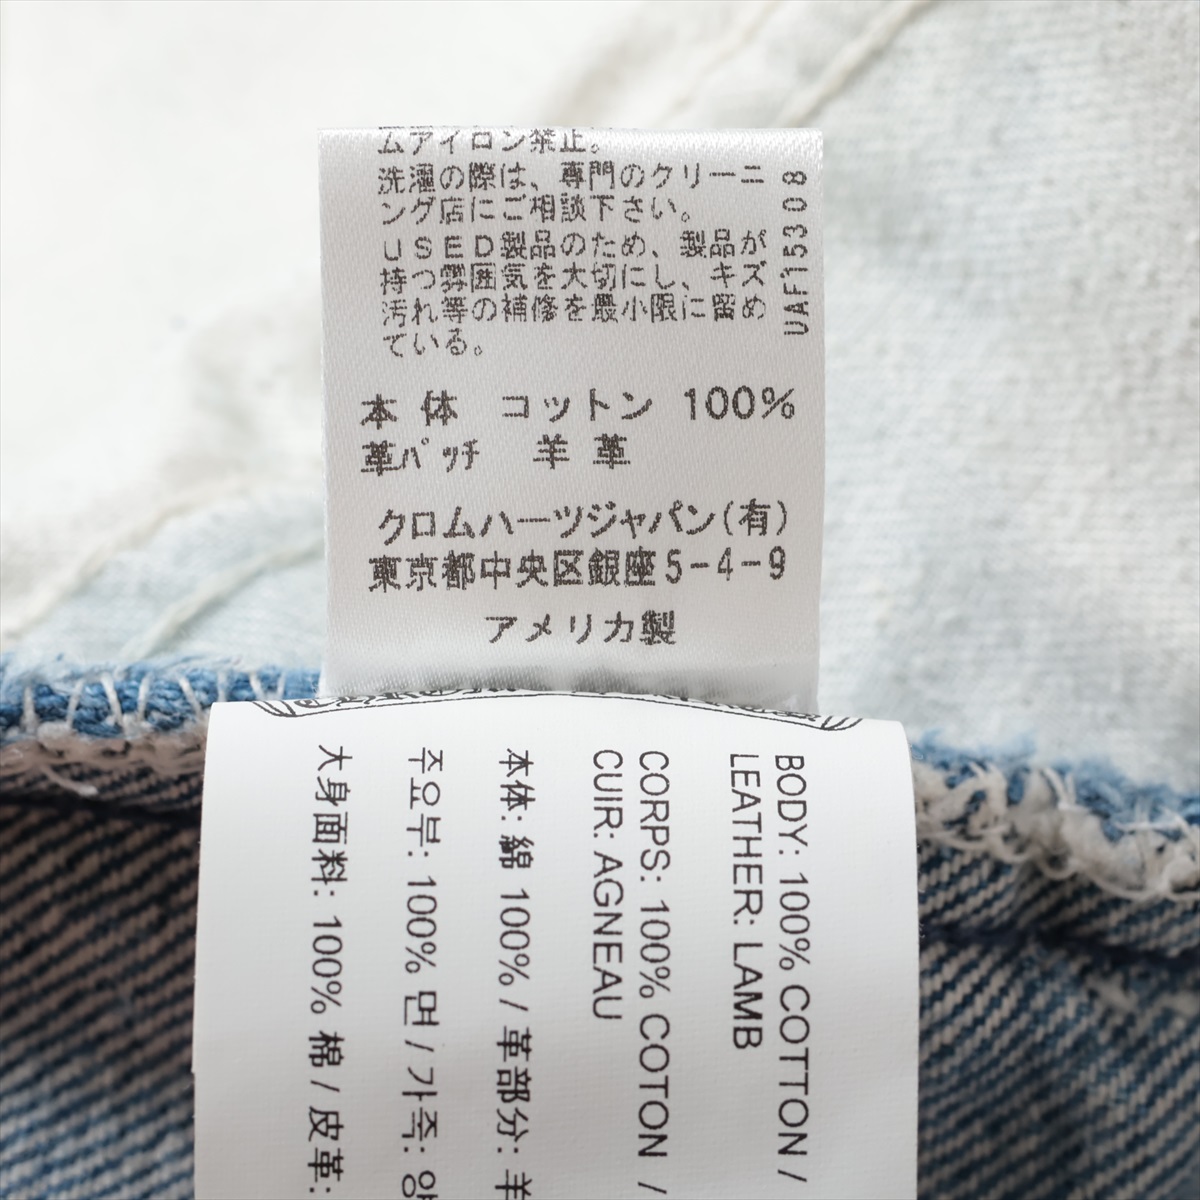 ムアイロン禁止。
洗濯の際は、専門のクリーニ
ング店にご相談下さい。
USED製品のため、製品が
持つ雰囲気を大切にし、キズ
汚れ等の補修を最小限に留め
ている。
UAF15308
本体 コットン 100%
革パッチ 羊革
クロムハーツジャパン(有)
東京都中央区銀座5-4-9
アメリカ製
BODY: 100% COTTON /
LEATHER: LAMB
CORPS: 100% COTON /
CUIR: AGNEAU
本体: 綿 100% / 革部分: 羊
주요부: 100% 면 / 가죽: 양
大身面料: 100% 棉 / 皮革: